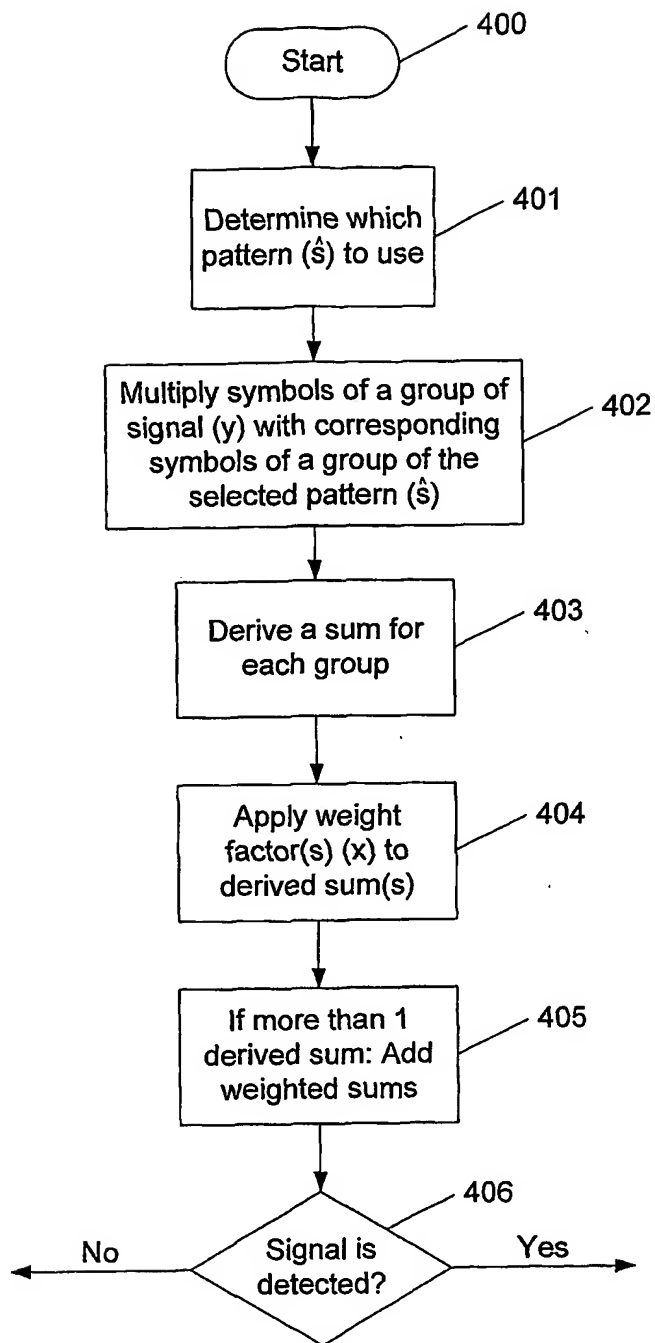 400
Start
401
Determine which
pattern (ŝ) to use
402
Multiply symbols of a group of
signal (y) with corresponding
symbols of a group of the
selected pattern (ŝ)
403
Derive a sum for
each group
404
Apply weight
factor(s) (x) to
derived sum(s)
405
If more than 1
derived sum: Add
weighted sums
406
No
Signal is
detected?
Yes